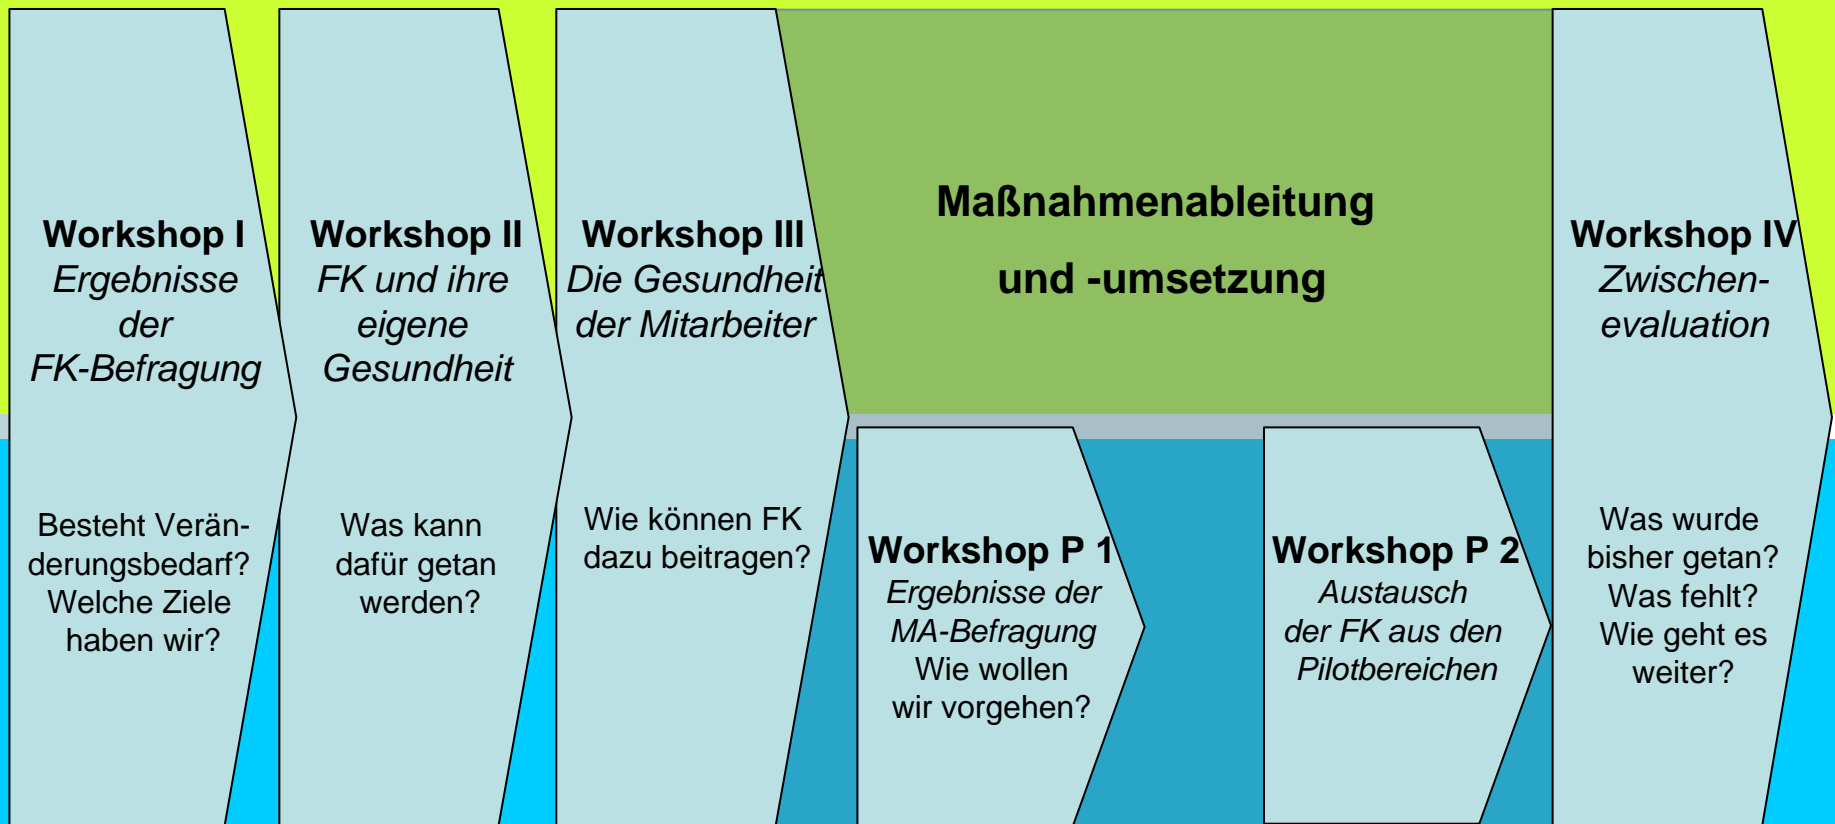 Workshop I
Ergebnisse
der
FK-Befragung
Besteht Verän-
derungsbedarf?
Welche Ziele
haben wir?
Workshop II
FK und ihre
eigene
Gesundheit
Was kann
dafür getan
werden?
Workshop III
Die Gesundheit
der Mitarbeiter
Wie können FK
dazu beitragen?
Maßnahmenableitung
und -umsetzung
Workshop P 1
Ergebnisse der
MA-Befragung
Wie wollen
wir vorgehen?
Workshop P 2
Austausch
der FK aus den
Pilotbereichen
Workshop IV
Zwischen-
evaluation
Was wurde
bisher getan?
Was fehlt?
Wie geht es
weiter?